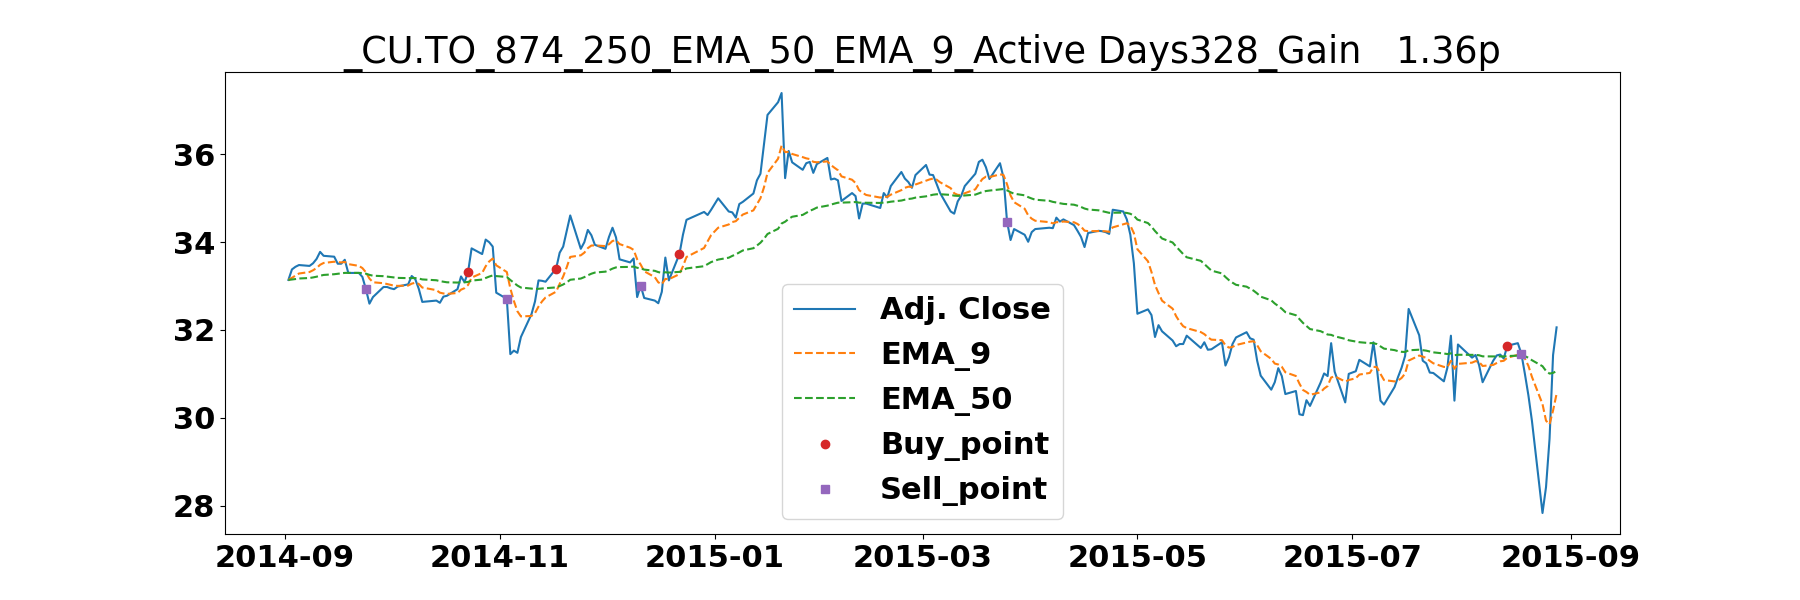 _CU.TO_874_250_EMA_50_EMA_9_Active Days328_Gain   1.36p
36
34
32
30
28
Adj. Close
EMA_9
EMA_50
Buy_point
Sell_point
2014-09 2014-11 2015-01 2015-03 2015-05 2015-07 2015-09